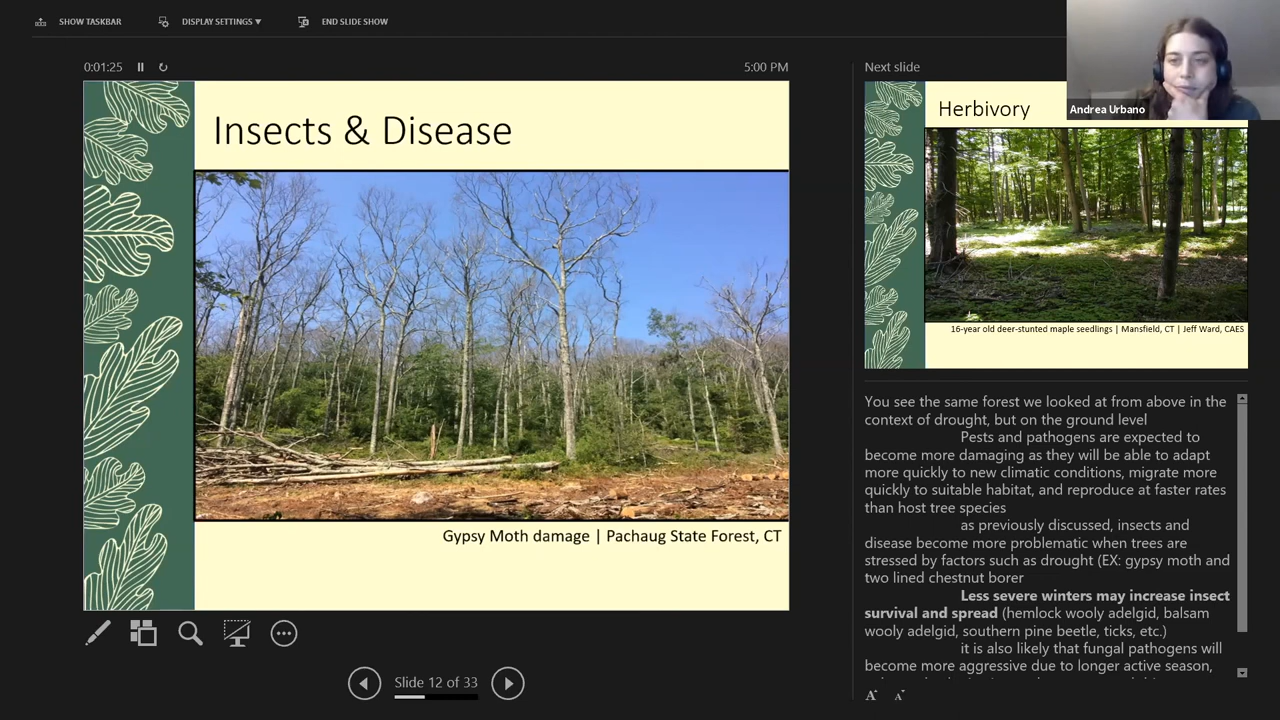 SHOW TASKBAR
DISPLAY SETTINGS ▼
END SLIDE SHOW
0:01:25
5:00 PM
Insects & Disease
Gypsy Moth damage | Pachaug State Forest, CT
Slide 12 of 33
Next slide
Andrea Urbano
Herbivory
16-year old deer-stunted maple seedlings | Mansfield, CT | Jeff Ward, CAES
You see the same forest we looked at from above in the
context of drought, but on the ground level
Pests and pathogens are expected to
become more damaging as they will be able to adapt
more quickly to new climatic conditions, migrate more
quickly to suitable habitat, and reproduce at faster rates
than host tree species
as previously discussed, insects and
disease become more problematic when trees are
stressed by factors such as drought (EX: gypsy moth and
two lined chestnut borer
Less severe winters may increase insect
survival and spread (hemlock wooly adelgid, balsam
wooly adelgid, southern pine beetle, ticks, etc.)
it is also likely that fungal pathogens will
become more aggressive due to longer active season,
A A